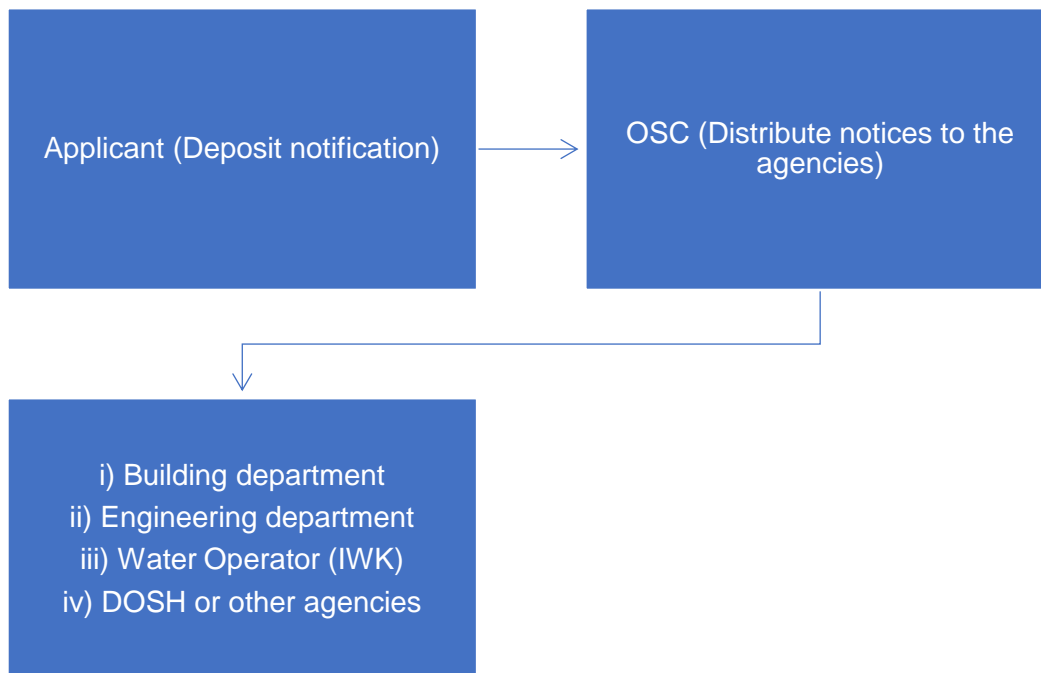 Applicant (Deposit notification)
OSC (Distribute notices to the
agencies)
i) Building department
ii) Engineering department
iii) Water Operator (IWK)
iv) DOSH or other agencies